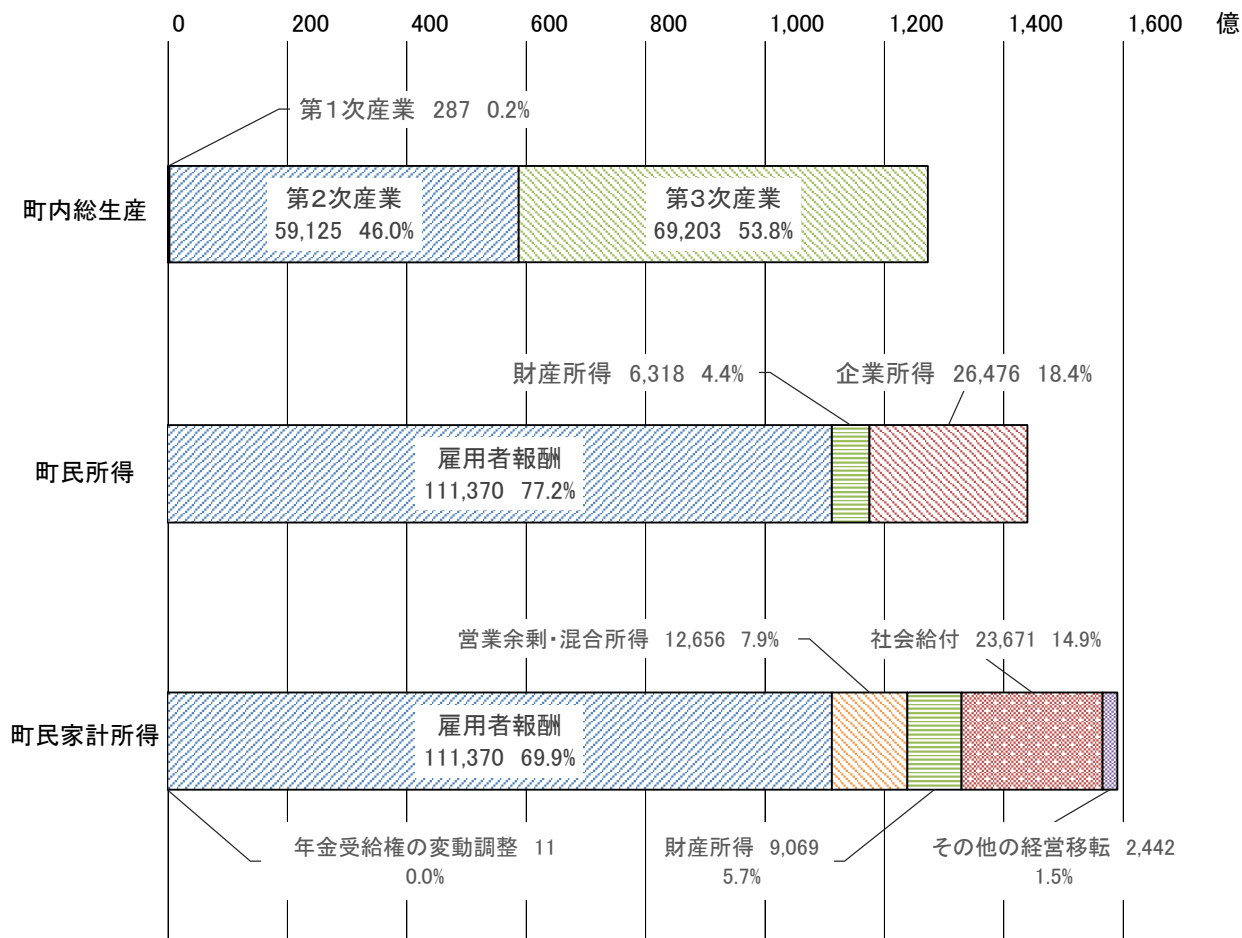 0 200 400 600 800 1,000 1,200 1,400 1,600 億
第1次産業 287 0.2%
町内総生産
第2次産業
59,125 46.0%
第3次産業
69,203 53.8%
財産所得 6,318 4.4%
企業所得 26,476 18.4%
町民所得
雇用者報酬
111,370 77.2%
営業余剰・混合所得 12,656 7.9%
社会給付 23,671 14.9%
町民家計所得
雇用者報酬
111,370 69.9%
年金受給権の変動調整 11
0.0%
財産所得 9,069
5.7%
その他の経営移転 2,442
1.5%